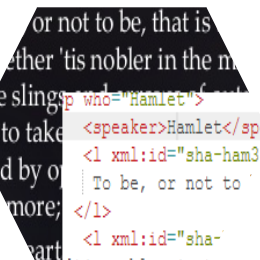 or not to be, that is
'tis nobler in the m
slings
to take
d by
more;
p who="Hamlet">
<speaker>Hamlet</sp
<l xml:id="sha-ham3
To be, or not to
</l>
<l xml:id="sha-